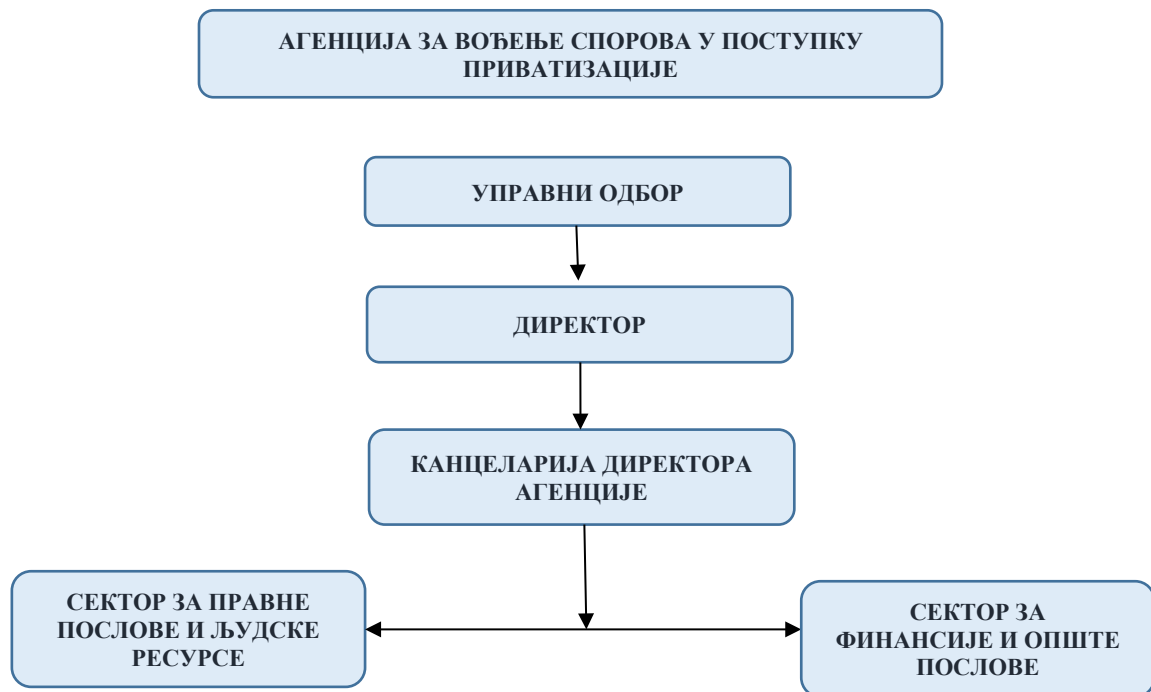 АГЕНЦИЈА ЗА ВОЂЕЊЕ СПОРОВА У ПОСТУПКУ
ПРИВАТИЗАЦИЈЕ
УПРАВНИ ОДБОР
ДИРЕКТОР
КАНЦЕЛАРИЈА ДИРЕКТОРА
АГЕНЦИЈЕ
СЕКТОР ЗА ПРАВНЕ
ПОСЛОВЕ И ЉУДСКЕ
РЕСУРСЕ
СЕКТОР ЗА
ФИНАНСИЈЕ И ОПШТЕ
ПОСЛОВЕ